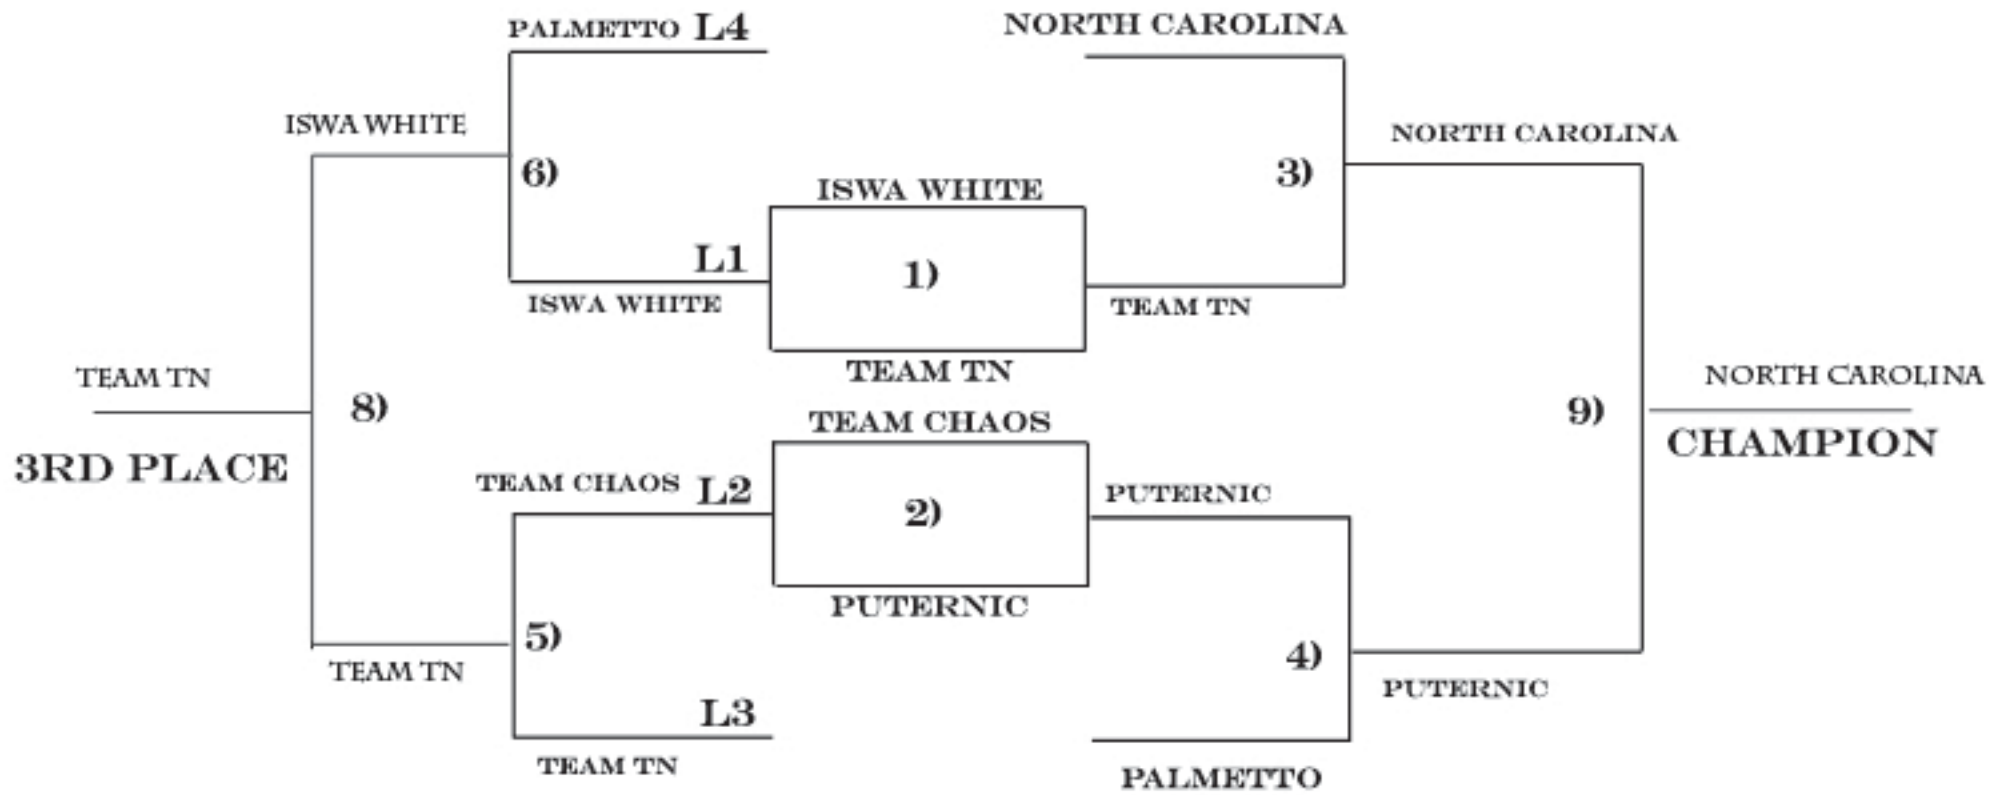 PALMETTO L4
NORTH CAROLINA
ISWA WHITE
NORTH CAROLINA
6)
3)
ISWA WHITE
L1
1)
ISWA WHITE
TEAM TN
TEAM TN
TEAM TN
NORTH CAROLINA
8)
9)
TEAM CHAOS
3RD PLACE
CHAMPION
TEAM CHAOS L2
2)
PUTERNIC
PUTERNIC
5)
4)
TEAM TN
PUTERNIC
L3
TEAM TN
PALMETTO